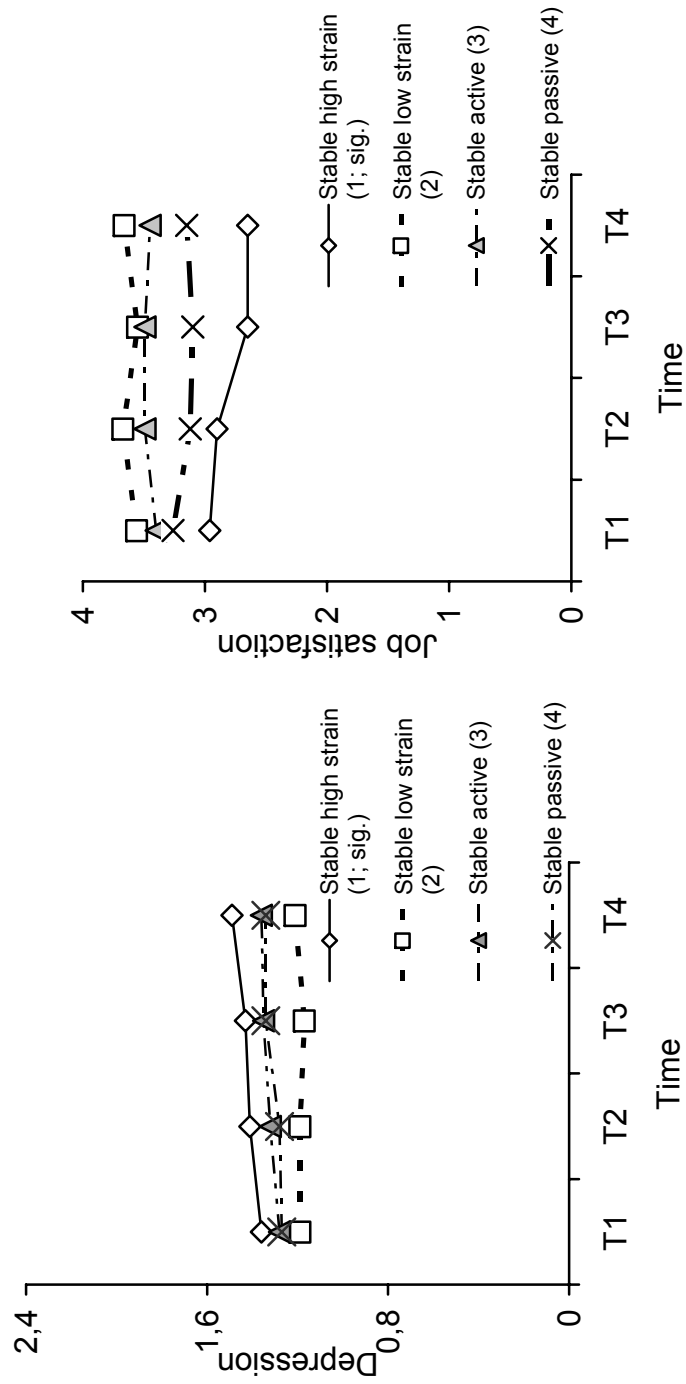 2,4
1,6
0,8
0
Depression
T1
T2
T3
T4
Time
Stable high strain
(1; sig.)
Stable low strain
(2)
Stable active (3)
Stable passive (4)
4
3
2
1
0
Job satisfaction
T1
T2
T3
T4
Time
Stable high strain
(1; sig.)
Stable low strain
(2)
Stable active (3)
Stable passive (4)